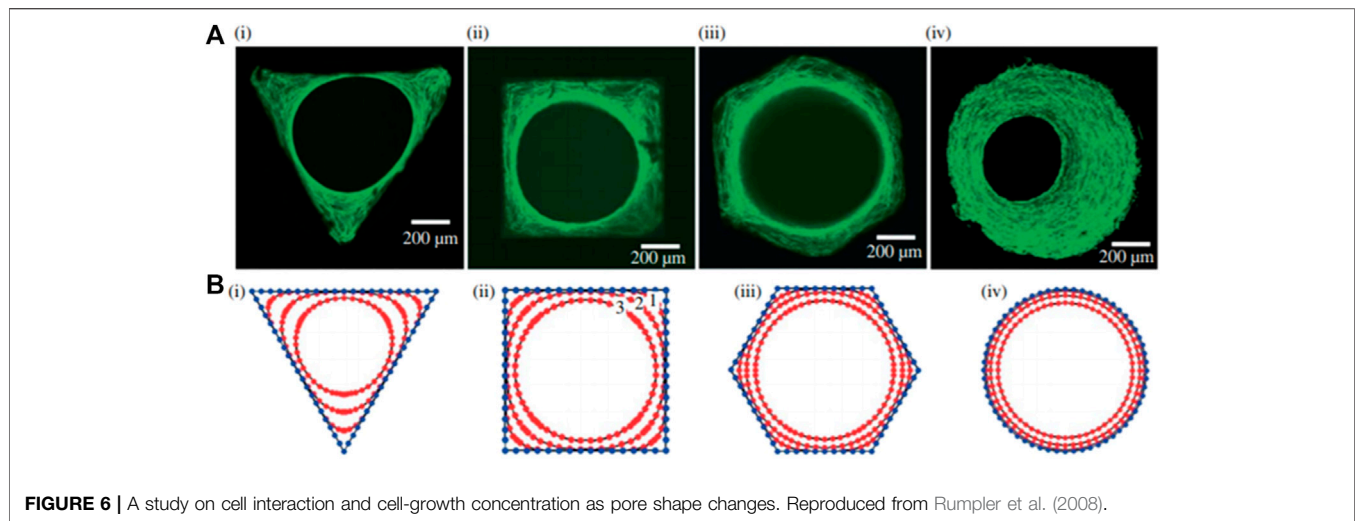 A (i) (ii) (iii) (iv)
200 µm 200 µm 200 µm 200 µm
B (i) (ii) (iii) (iv)
3 2 1
FIGURE 6 | A study on cell interaction and cell-growth concentration as pore shape changes. Reproduced from Rumpler et al. (2008).